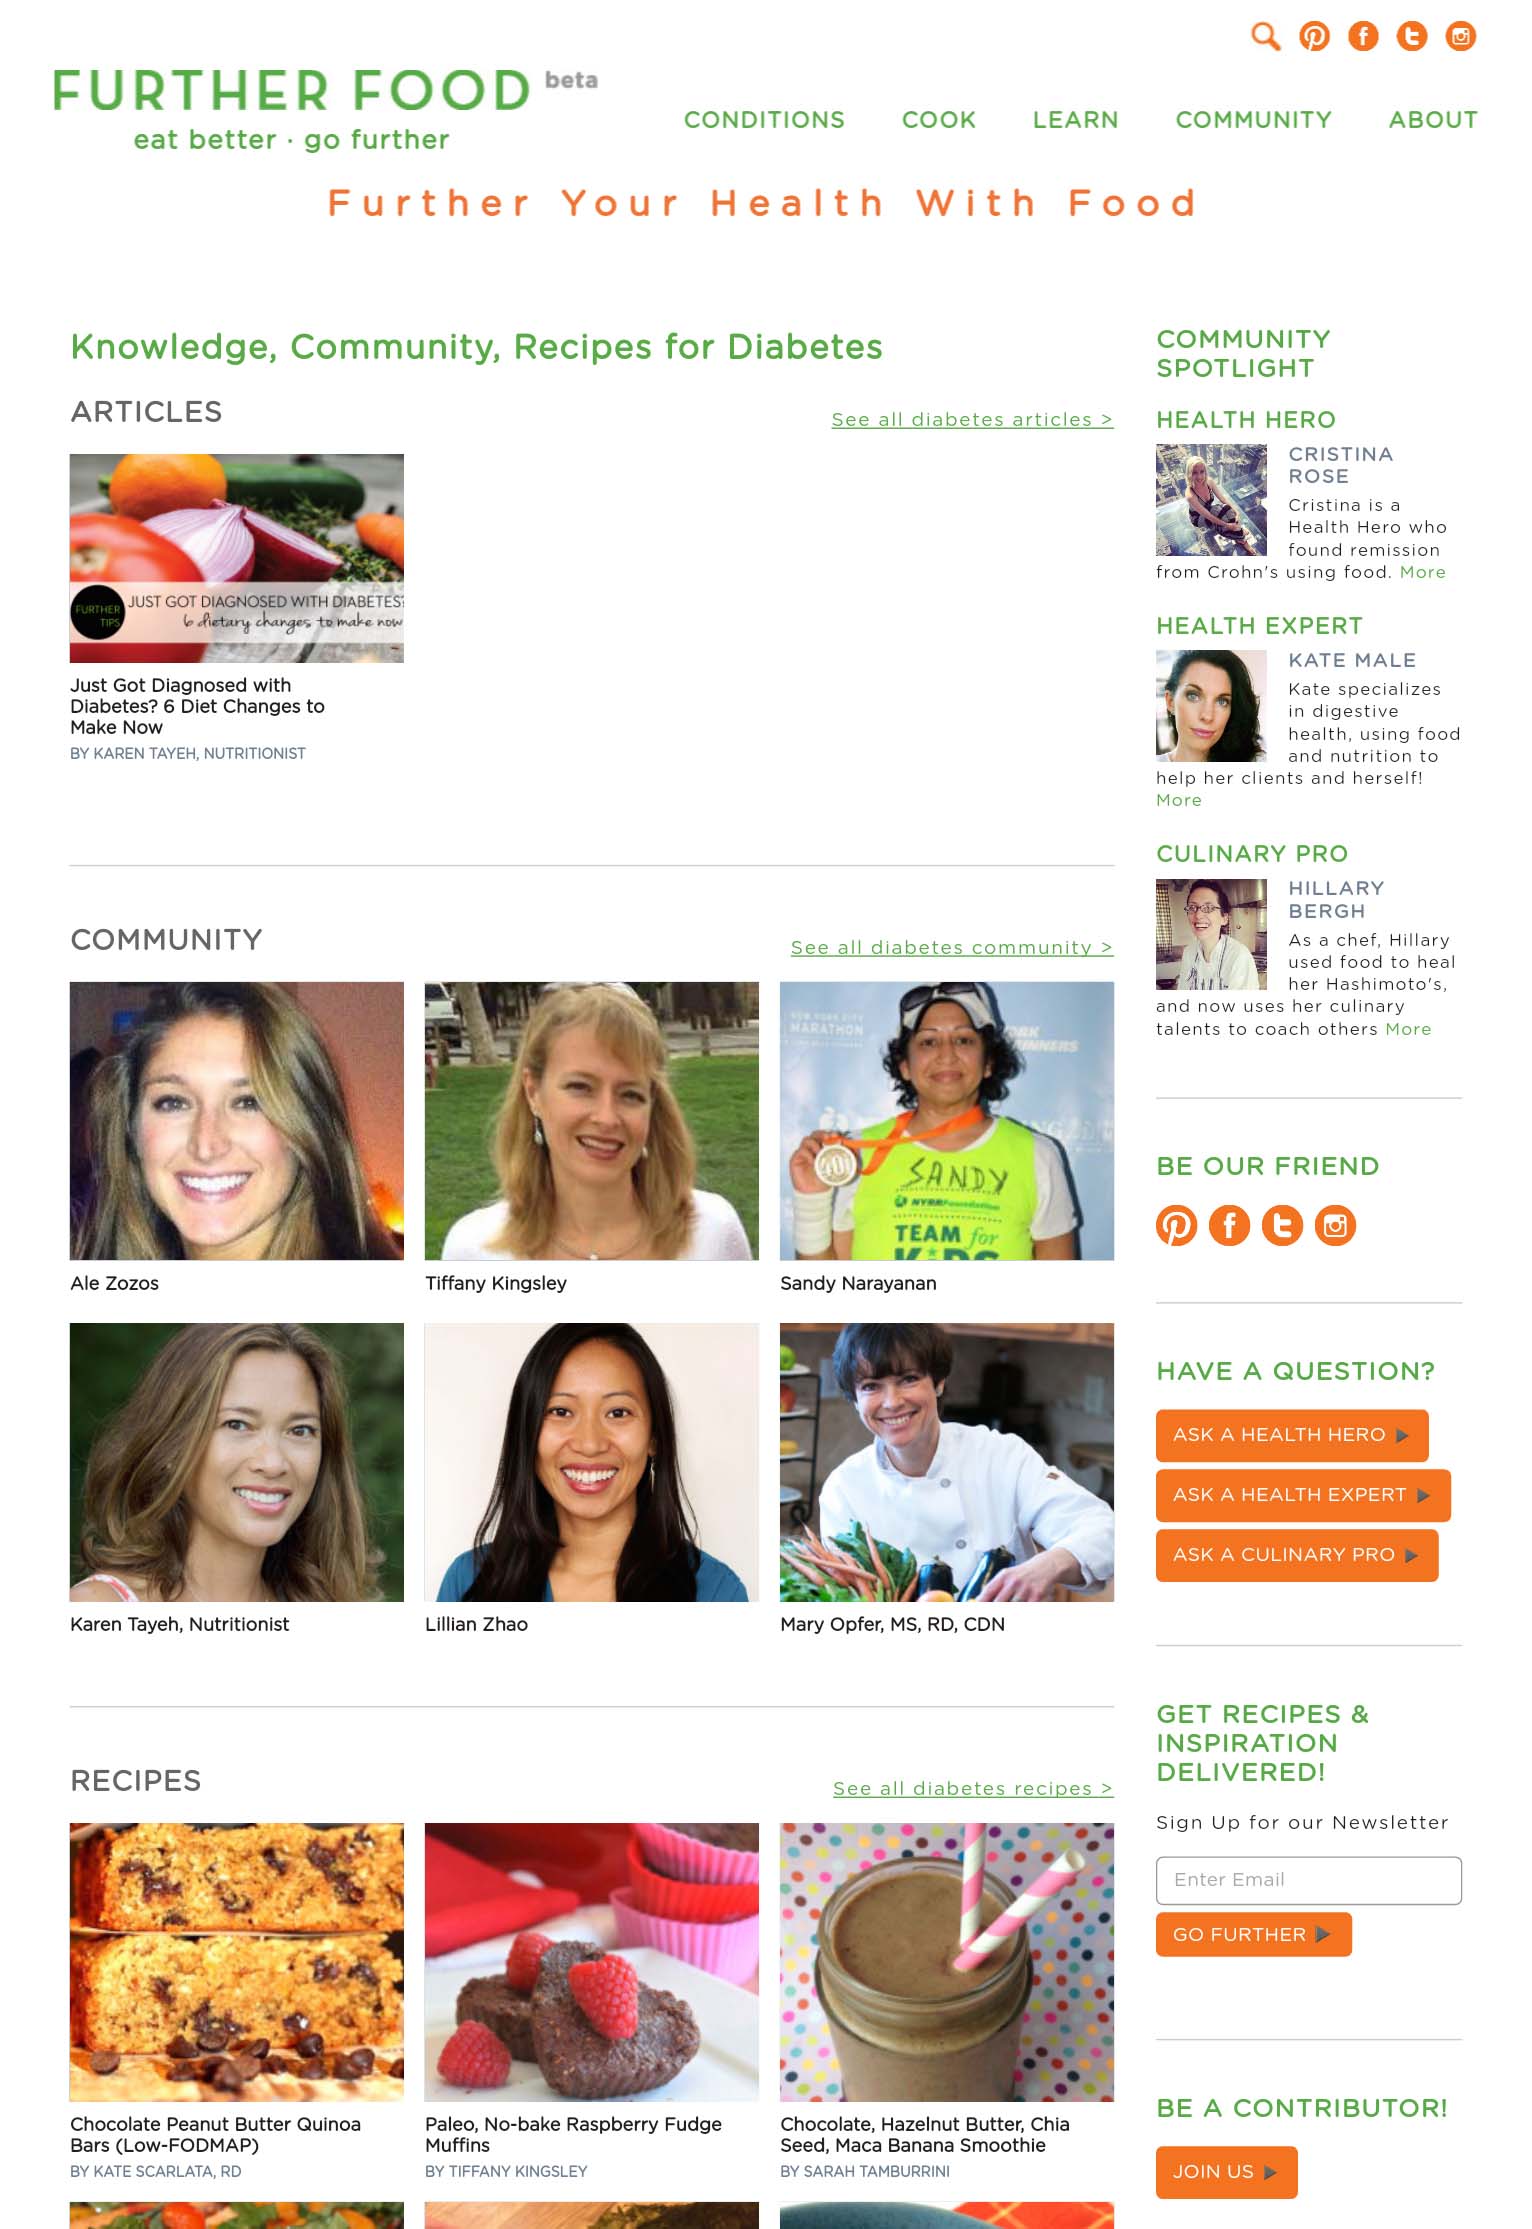 FURTHER FOOD beta
eat better · go further
CONDITIONS COOK LEARN COMMUNITY ABOUT
Further Your Health With Food
Knowledge, Community, Recipes for Diabetes
ARTICLES
See all diabetes articles >
FURTHER
TIPS
JUST GOT DIAGNOSED WITH DIABETES?
6 dietary changes to make now
Just Got Diagnosed with
Diabetes? 6 Diet Changes to
Make Now
BY KAREN TAYEH, NUTRITIONIST
COMMUNITY
See all diabetes community >
NEW YORK CITY
MARATHON
SANDY
NYRRFoundation
TEAM for
KIDS
401
Ale Zozos
Tiffany Kingsley
Sandy Narayanan
Karen Tayeh, Nutritionist
Lillian Zhao
Mary Opfer, MS, RD, CDN
RECIPES
See all diabetes recipes >
Chocolate Peanut Butter Quinoa
Bars (Low-FODMAP)
BY KATE SCARLATA, RD
Paleo, No-bake Raspberry Fudge
Muffins
BY TIFFANY KINGSLEY
Chocolate, Hazelnut Butter, Chia
Seed, Maca Banana Smoothie
BY SARAH TAMBURRINI
COMMUNITY
SPOTLIGHT
HEALTH HERO
CRISTINA
ROSE
Cristina is a
Health Hero who
found remission
from Crohn's using food. More
HEALTH EXPERT
KATE MALE
Kate specializes
in digestive
health, using food
and nutrition to
help her clients and herself!
More
CULINARY PRO
HILLARY
BERGH
As a chef, Hillary
used food to heal
her Hashimoto's,
and now uses her culinary
talents to coach others More
BE OUR FRIEND
HAVE A QUESTION?
ASK A HEALTH HERO
ASK A HEALTH EXPERT
ASK A CULINARY PRO
GET RECIPES &
INSPIRATION
DELIVERED!
Sign Up for our Newsletter
Enter Email
GO FURTHER
BE A CONTRIBUTOR!
JOIN US